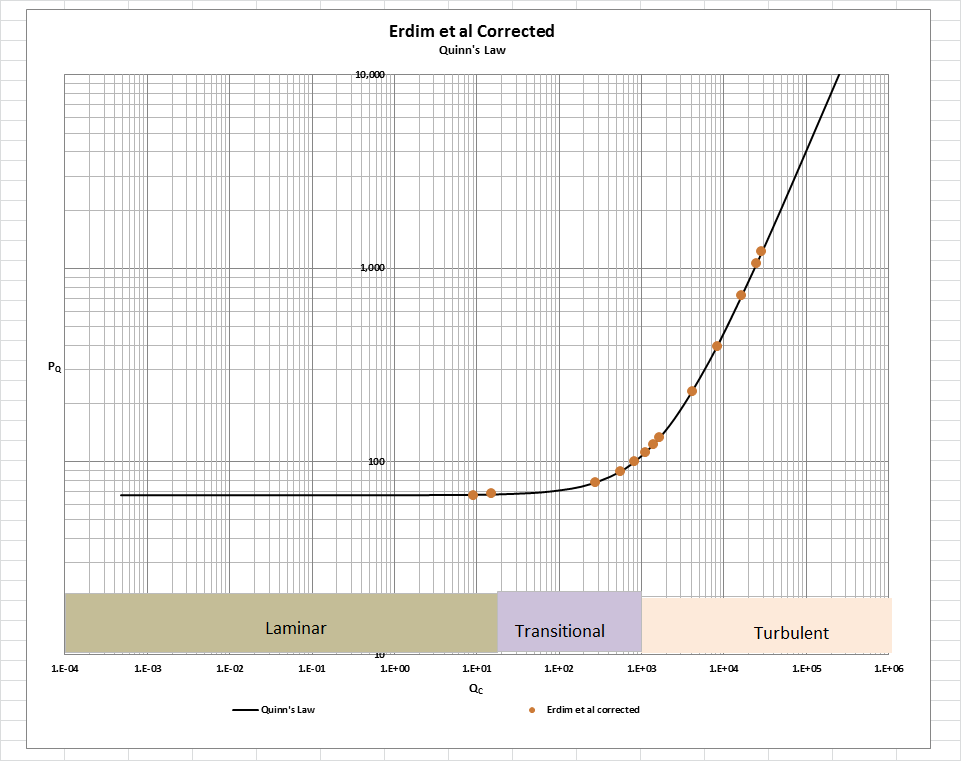 Erdim et al Corrected
Quinn's Law
10,000
1,000
P_Q
100
Laminar
Transitional
Turbulent
10
1.E-04 1.E-03 1.E-02 1.E-01 1.E+00 1.E+01 1.E+02 1.E+03 1.E+04 1.E+05 1.E+06
Q_C
Quinn's Law
Erdim et al corrected